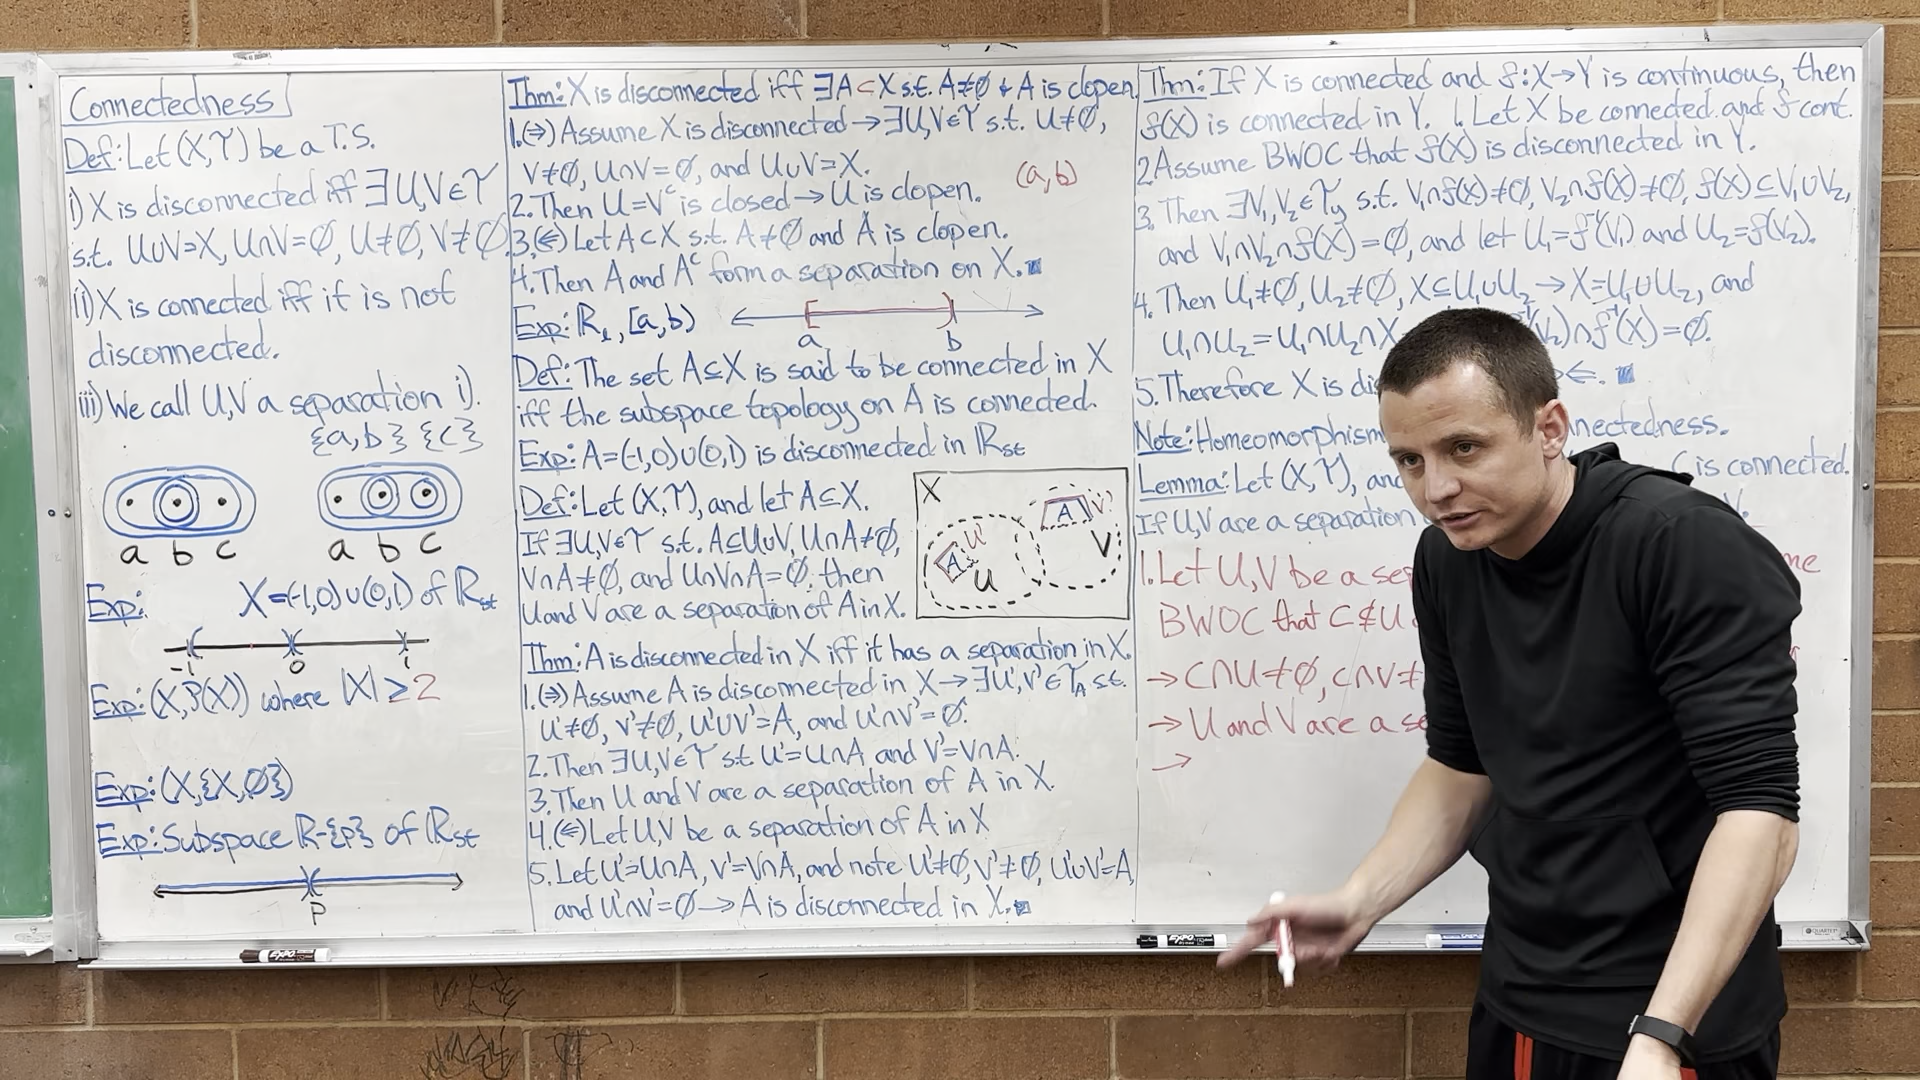 Connectedness
Def: Let (X,Ƭ) be a T.S.
i) X is disconnected iff ∃U,V∈Ƭ
s.t. U∪V=X, U∩V=∅, U≠∅, V≠∅.
ii) X is connected iff it is not
disconnected.
iii) We call U,V a separation i).
{a,b} {c}
a b c
a b c
Exp: X=(-1,0)∪(0,1) of ℝst
-1 0 1
Exp: (X,P(X)) where |X| ≥2
Exp: (X,{X,∅})
Exp: Subspace ℝ-{p} of ℝst
P
Thm: X is disconnected iff ∃A⊂X s.t. A≠∅ & A is clopen.
1.(⇒) Assume X is disconnected → ∃U,V∈Ƭ s.t. U≠∅,
V≠∅, U∩V=∅, and U∪V=X.
(a,b)
2. Then U=Vᶜ is closed → U is clopen.
3.(⇐) Let A⊂X s.t. A≠∅ and A is clopen.
4. Then A and Aᶜ form a separation on X.
Exp: ℝₗ, [a,b)
a b
Def: The set A⊆X is said to be connected in X
iff the subspace topology on A is connected.
Exp: A=(-1,0)∪(0,1) is disconnected in ℝst
Def: Let (X,Ƭ), and let A⊆X.
If ∃U,V∈Ƭ s.t. A⊆U∪V, U∩A≠∅,
V∩A≠∅, and U∩V∩A=∅, then
U and V are a separation of A in X.
X
A V'
A U'
U V
Thm: A is disconnected in X iff it has a separation in X.
1.(⇒) Assume A is disconnected in X → ∃U',V'∈Ƭ_A s.t.
U'≠∅, V'≠∅, U'∪V'=A, and U'∩V'=∅.
2. Then ∃U,V∈Ƭ s.t. U'=U∩A and V'=V∩A.
3. Then U and V are a separation of A in X.
4.(⇐) Let U,V be a separation of A in X
5. Let U'=U∩A, V'=V∩A, and note U'≠∅, V'≠∅, U'∪V'=A,
and U'∩V'=∅ → A is disconnected in X.
Thm: If X is connected and f:X→Y is continuous, then
f(X) is connected in Y. 1. Let X be connected and f cont.
2 Assume BWOC that f(X) is disconnected in Y.
3. Then ∃V₁,V₂∈Ƭy s.t. V₁∩f(X)≠∅, V₂∩f(X)≠∅, f(X)⊆V₁∪V₂,
and V₁∩V₂∩f(X)=∅, and let U₁=f⁻¹(V₁) and U₂=f⁻¹(V₂).
4. Then U₁≠∅, U₂≠∅, X⊆U₁∪U₂ → X=U₁∪U₂, and
U₁∩U₂=U₁∩U₂∩X ∩f⁻¹(X)=∅.
5. Therefore X is
Note: Homeomorphism
Lemma: Let (X,Ƭ), and C is connected.
If U,V are a separation V.
1. Let U,V be a
BWOC that C⊈U
→ C∩U≠∅, C∩V≠
→ U and V are a
→
EXPO
EXPO
QUARTET